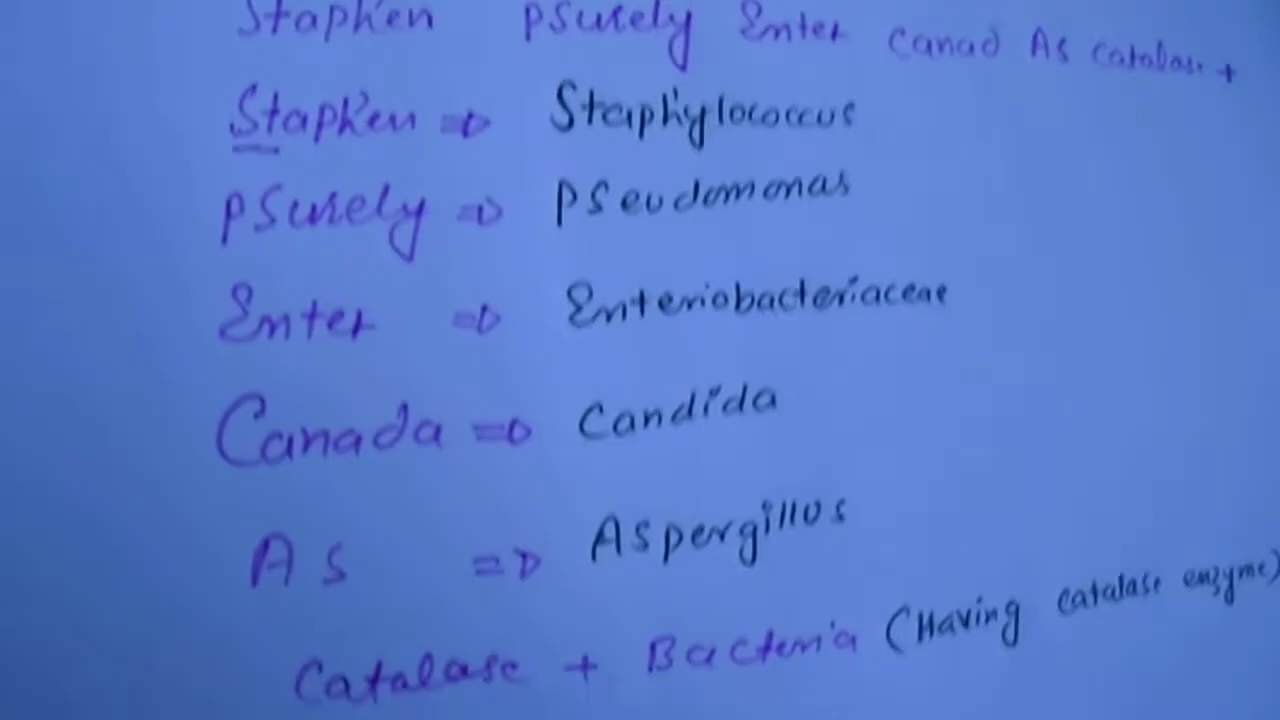 Stapken psurely Enter Canad As catalase +
Stapken => Staphylococcus
psurely => pseudomonas
Enter => Enteriobacteriaceae
Canada => Candida
As => Aspergillus
Catalase + Bacteria (Having catalase enzyme)